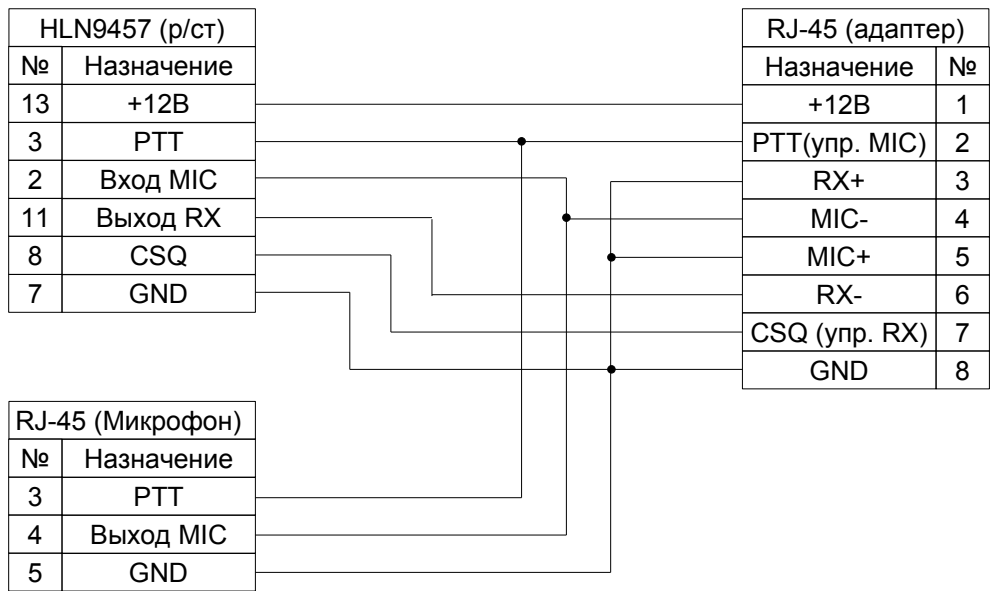 HLN9457 (р/ст)
№ Назначение
13 +12В
3 PTT
2 Вход MIC
11 Выход RX
8 CSQ
7 GND
RJ-45 (адаптер)
Назначение №
+12В 1
PTT(упр. MIC) 2
RX+ 3
MIC- 4
MIC+ 5
RX- 6
CSQ (упр. RX) 7
GND 8
RJ-45 (Микрофон)
№ Назначение
3 PTT
4 Выход MIC
5 GND